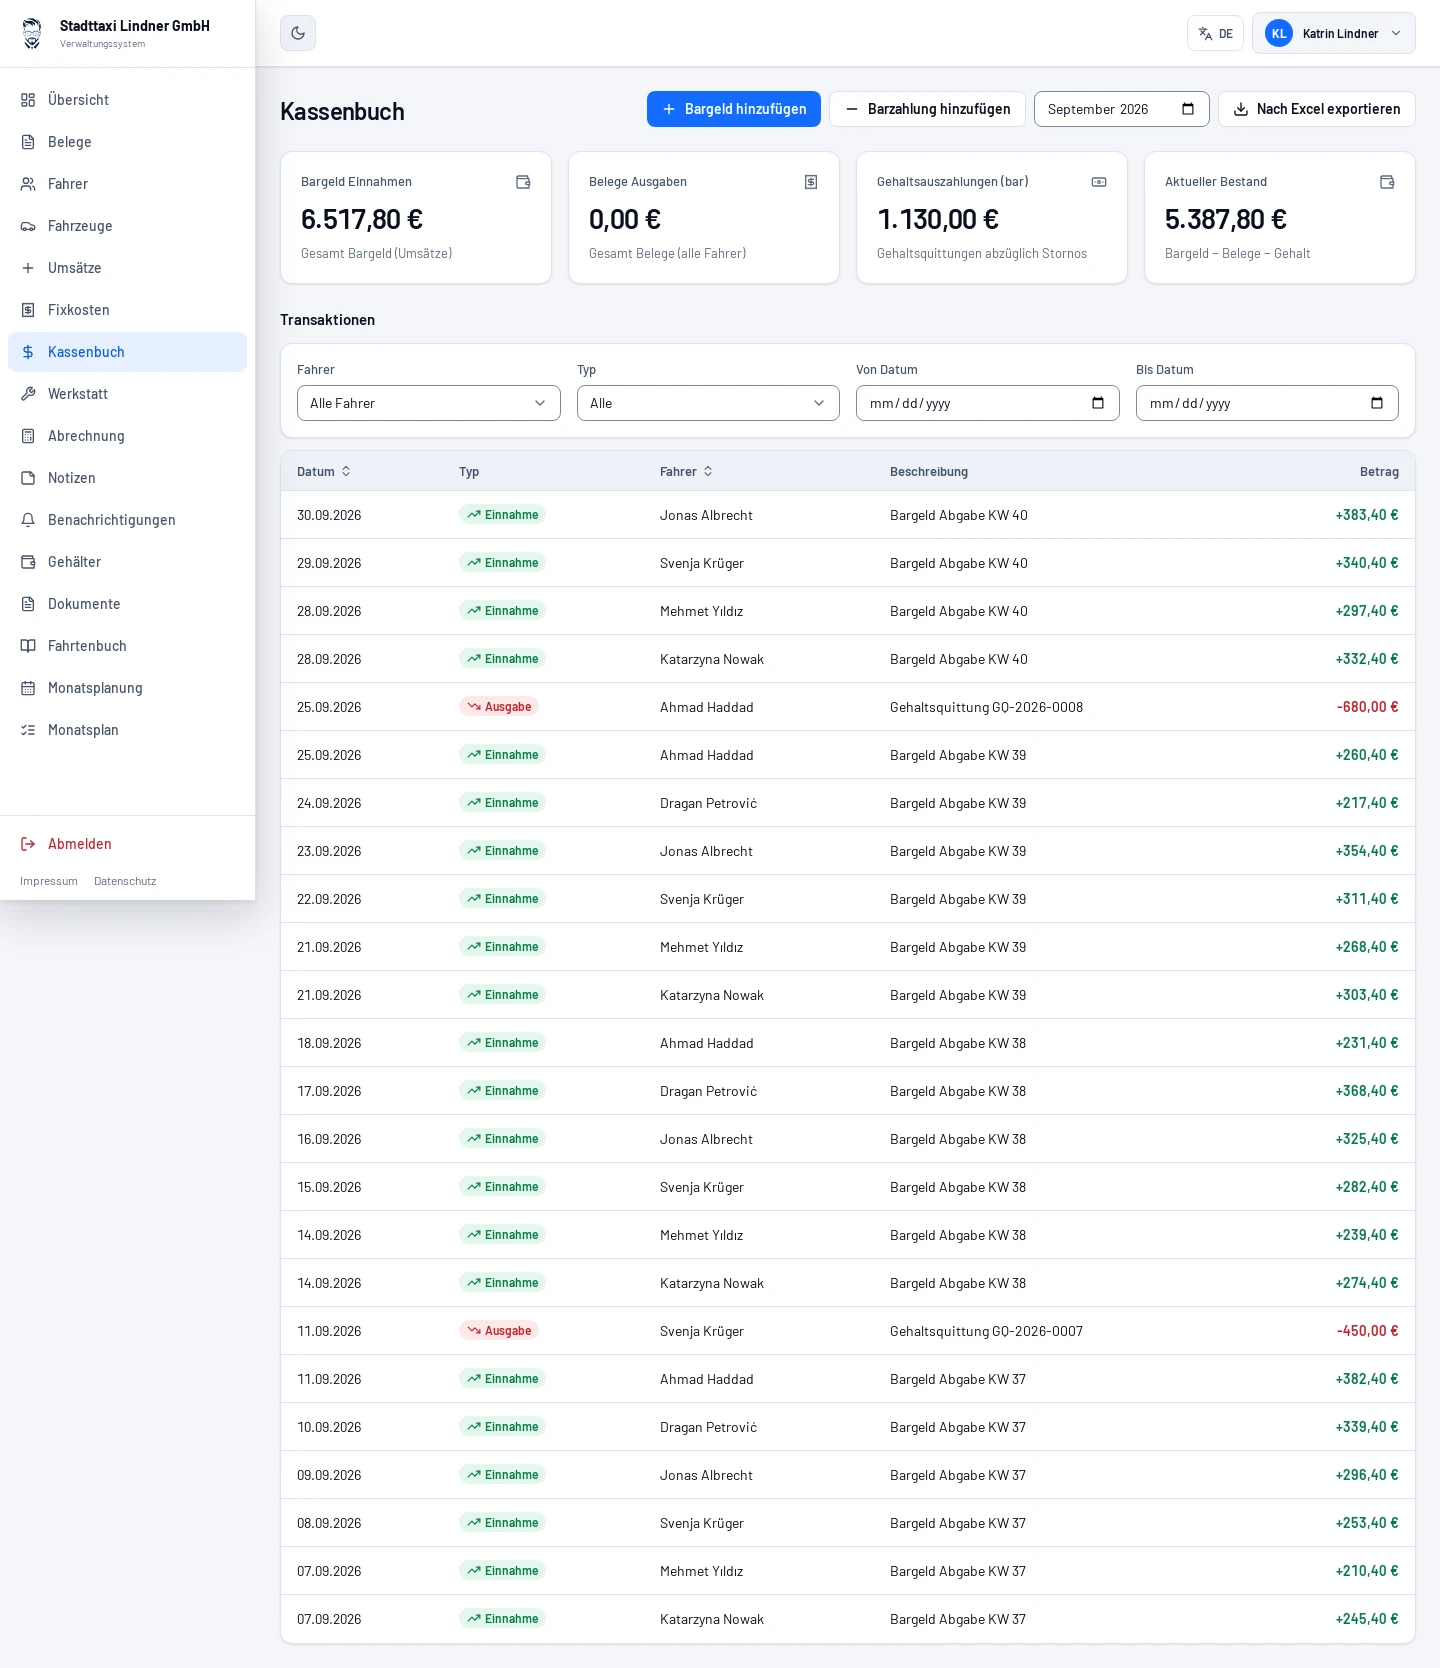 Stadttaxi Lindner GmbH
Verwaltungssystem
DE
KL
Katrin Lindner
Übersicht
Belege
Fahrer
Fahrzeuge
Umsätze
Fixkosten
Kassenbuch
Werkstatt
Abrechnung
Notizen
Benachrichtigungen
Gehälter
Dokumente
Fahrtenbuch
Monatsplanung
Monatsplan
Abmelden
Impressum Datenschutz
Kassenbuch
Bargeld hinzufügen
Barzahlung hinzufügen
September 2026
Nach Excel exportieren
Bargeld Einnahmen
6.517,80 €
Gesamt Bargeld (Umsätze)
Belege Ausgaben
0,00 €
Gesamt Belege (alle Fahrer)
Gehaltsauszahlungen (bar)
1.130,00 €
Gehaltsquittungen abzüglich Stornos
Aktueller Bestand
5.387,80 €
Bargeld − Belege − Gehalt
Transaktionen
Fahrer Typ Von Datum Bis Datum
Alle Fahrer Alle mm/dd/yyyy mm/dd/yyyy
Datum Typ Fahrer Beschreibung Betrag
30.09.2026 Einnahme Jonas Albrecht Bargeld Abgabe KW 40 +383,40 €
29.09.2026 Einnahme Svenja Krüger Bargeld Abgabe KW 40 +340,40 €
28.09.2026 Einnahme Mehmet Yıldız Bargeld Abgabe KW 40 +297,40 €
28.09.2026 Einnahme Katarzyna Nowak Bargeld Abgabe KW 40 +332,40 €
25.09.2026 Ausgabe Ahmad Haddad Gehaltsquittung GQ-2026-0008 -680,00 €
25.09.2026 Einnahme Ahmad Haddad Bargeld Abgabe KW 39 +260,40 €
24.09.2026 Einnahme Dragan Petrović Bargeld Abgabe KW 39 +217,40 €
23.09.2026 Einnahme Jonas Albrecht Bargeld Abgabe KW 39 +354,40 €
22.09.2026 Einnahme Svenja Krüger Bargeld Abgabe KW 39 +311,40 €
21.09.2026 Einnahme Mehmet Yıldız Bargeld Abgabe KW 39 +268,40 €
21.09.2026 Einnahme Katarzyna Nowak Bargeld Abgabe KW 39 +303,40 €
18.09.2026 Einnahme Ahmad Haddad Bargeld Abgabe KW 38 +231,40 €
17.09.2026 Einnahme Dragan Petrović Bargeld Abgabe KW 38 +368,40 €
16.09.2026 Einnahme Jonas Albrecht Bargeld Abgabe KW 38 +325,40 €
15.09.2026 Einnahme Svenja Krüger Bargeld Abgabe KW 38 +282,40 €
14.09.2026 Einnahme Mehmet Yıldız Bargeld Abgabe KW 38 +239,40 €
14.09.2026 Einnahme Katarzyna Nowak Bargeld Abgabe KW 38 +274,40 €
11.09.2026 Ausgabe Svenja Krüger Gehaltsquittung GQ-2026-0007 -450,00 €
11.09.2026 Einnahme Ahmad Haddad Bargeld Abgabe KW 37 +382,40 €
10.09.2026 Einnahme Dragan Petrović Bargeld Abgabe KW 37 +339,40 €
09.09.2026 Einnahme Jonas Albrecht Bargeld Abgabe KW 37 +296,40 €
08.09.2026 Einnahme Svenja Krüger Bargeld Abgabe KW 37 +253,40 €
07.09.2026 Einnahme Mehmet Yıldız Bargeld Abgabe KW 37 +210,40 €
07.09.2026 Einnahme Katarzyna Nowak Bargeld Abgabe KW 37 +245,40 €